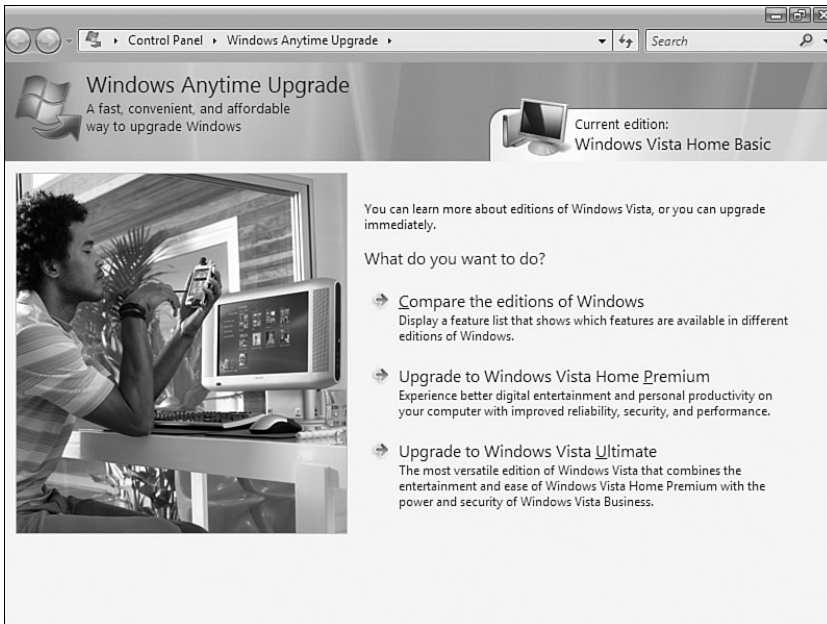 Control Panel Windows Anytime Upgrade
Search
Windows Anytime Upgrade
A fast, convenient, and affordable
way to upgrade Windows
Current edition:
Windows Vista Home Basic
You can learn more about editions of Windows Vista, or you can upgrade
immediately.
What do you want to do?
Compare the editions of Windows
Display a feature list that shows which features are available in different
editions of Windows.
Upgrade to Windows Vista Home Premium
Experience better digital entertainment and personal productivity on
your computer with improved reliability, security, and performance.
Upgrade to Windows Vista Ultimate
The most versatile edition of Windows Vista that combines the
entertainment and ease of Windows Vista Home Premium with the
power and security of Windows Vista Business.